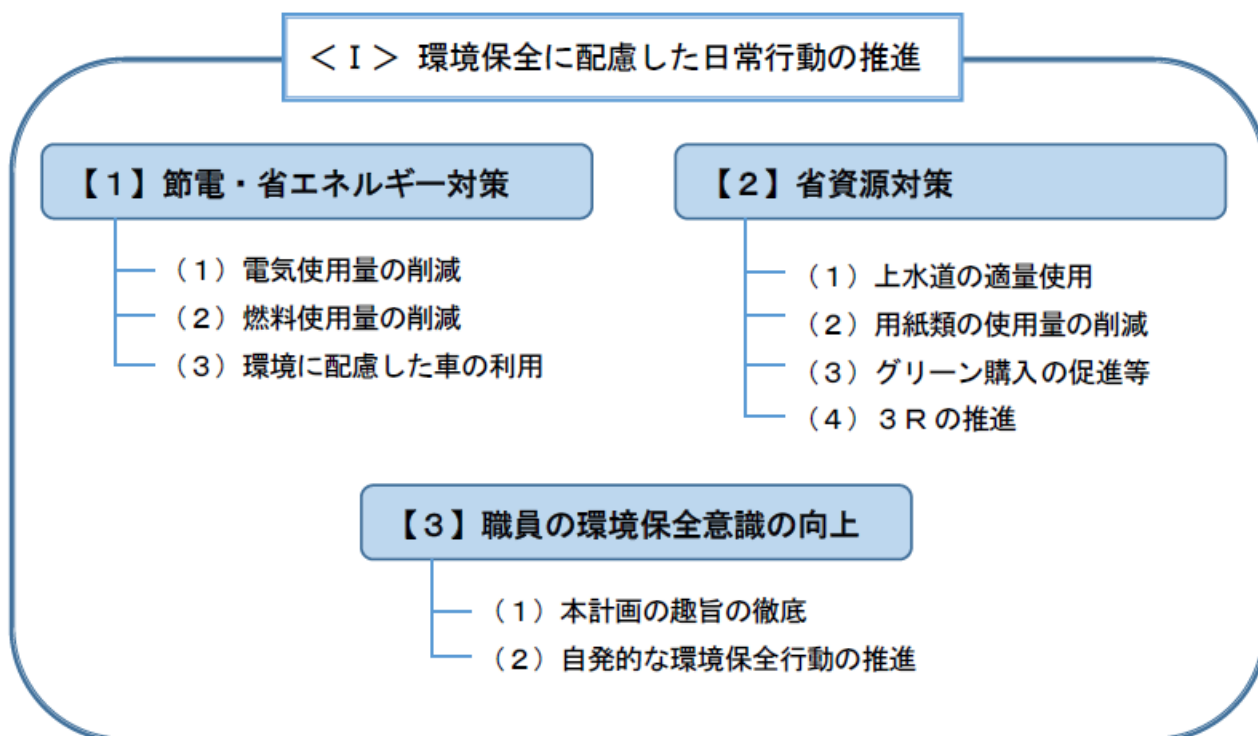 ＜Ⅰ＞ 環境保全に配慮した日常行動の推進
【１】節電・省エネルギー対策
（１）電気使用量の削減
（２）燃料使用量の削減
（３）環境に配慮した車の利用
【２】省資源対策
（１）上水道の適量使用
（２）用紙類の使用量の削減
（３）グリーン購入の促進等
（４）３Ｒの推進
【３】職員の環境保全意識の向上
（１）本計画の趣旨の徹底
（２）自発的な環境保全行動の推進